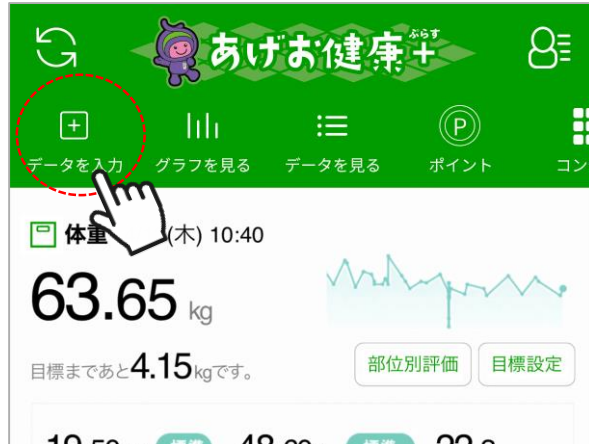 ぷらす
あげお健康+
P
データを入力 グラフを見る データを見る ポイント コン
体重 (木) 10:40
63.65 kg
目標まであと4.15kgです。
部位別評価 目標設定